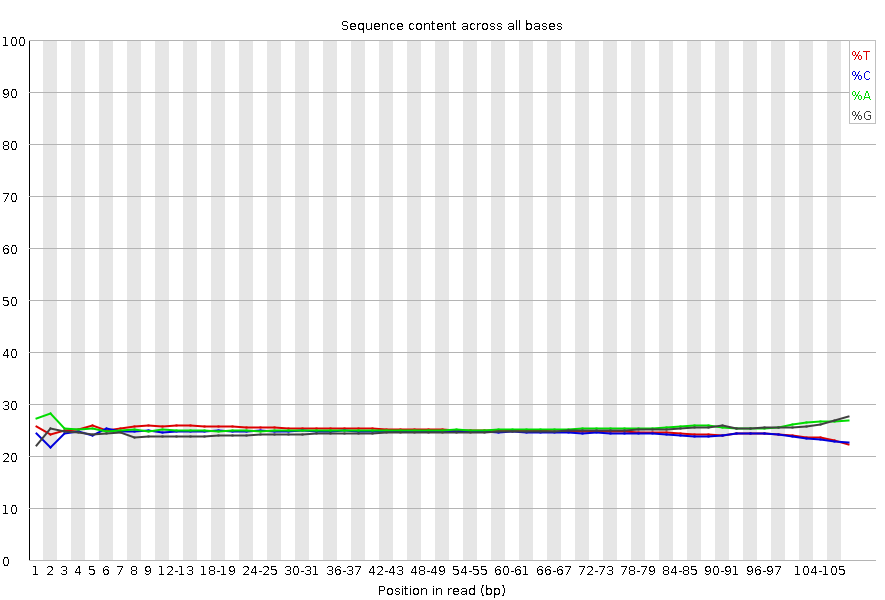 Sequence content across all bases
100
90
80
70
60
50
40
30
20
10
0
%T
%C
%A
%G
1 2 3 4 5 6 7 8 9 12-13 18-19 24-25 30-31 36-37 42-43 48-49 54-55 60-61 66-67 72-73 78-79 84-85 90-91 96-97 104-105
Position in read (bp)